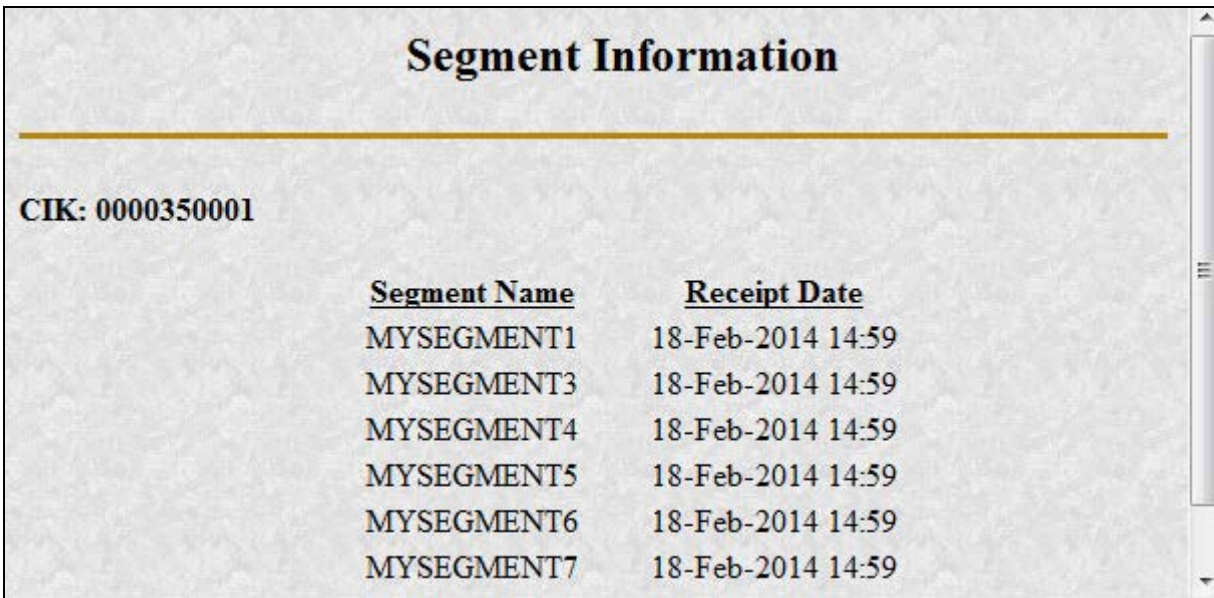 Segment Information
CIK: 0000350001
Segment Name Receipt Date
MYSEGMENT1 18-Feb-2014 14:59
MYSEGMENT3 18-Feb-2014 14:59
MYSEGMENT4 18-Feb-2014 14:59
MYSEGMENT5 18-Feb-2014 14:59
MYSEGMENT6 18-Feb-2014 14:59
MYSEGMENT7 18-Feb-2014 14:59